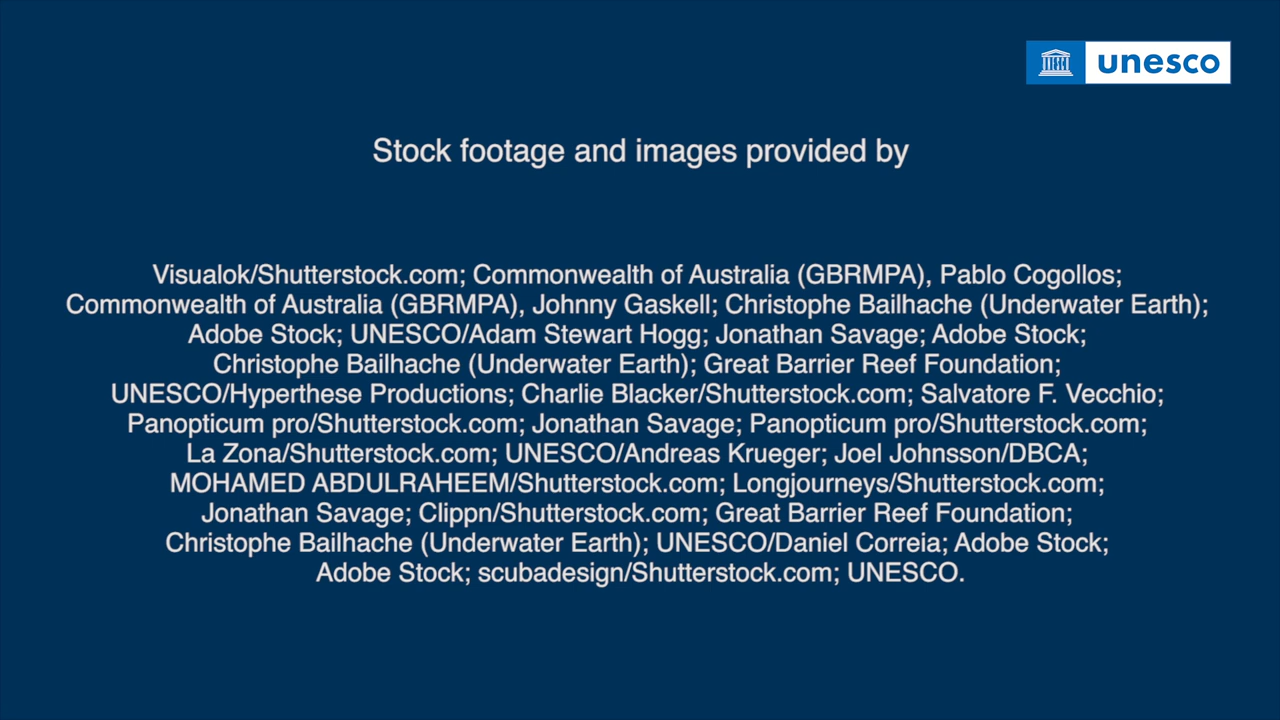 unesco
Stock footage and images provided by
Visualok/Shutterstock.com; Commonwealth of Australia (GBRMPA), Pablo Cogollos;
Commonwealth of Australia (GBRMPA), Johnny Gaskell; Christophe Bailhache (Underwater Earth);
Adobe Stock; UNESCO/Adam Stewart Hogg; Jonathan Savage; Adobe Stock;
Christophe Bailhache (Underwater Earth); Great Barrier Reef Foundation;
UNESCO/Hyperthese Productions; Charlie Blacker/Shutterstock.com; Salvatore F. Vecchio;
Panopticum pro/Shutterstock.com; Jonathan Savage; Panopticum pro/Shutterstock.com;
La Zona/Shutterstock.com; UNESCO/Andreas Krueger; Joel Johnsson/DBCA;
MOHAMED ABDULRAHEEM/Shutterstock.com; Longjourneys/Shutterstock.com;
Jonathan Savage; Clippn/Shutterstock.com; Great Barrier Reef Foundation;
Christophe Bailhache (Underwater Earth); UNESCO/Daniel Correia; Adobe Stock;
Adobe Stock; scubadesign/Shutterstock.com; UNESCO.